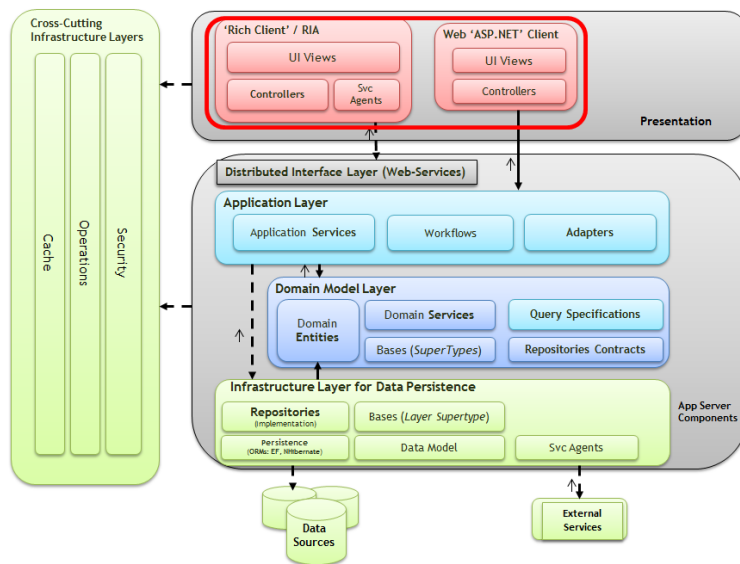 Cross-Cutting
Infrastructure Layers
Cache
Operations
Security
‘Rich Client’ / RIA
UI Views
Controllers
Svc
Agents
Web ‘ASP.NET’ Client
UI Views
Controllers
Presentation
Distributed Interface Layer (Web-Services)
Application Layer
Application Services
Workflows
Adapters
Domain Model Layer
Domain
Entities
Domain Services
Query Specifications
Bases (SuperTypes)
Repositories Contracts
Infrastructure Layer for Data Persistence
Repositories
(Implementation)
Bases (Layer Supertype)
Persistence
(ORMs: EF, NHibernate)
Data Model
Svc Agents
App Server
Components
Data
Sources
External
Services